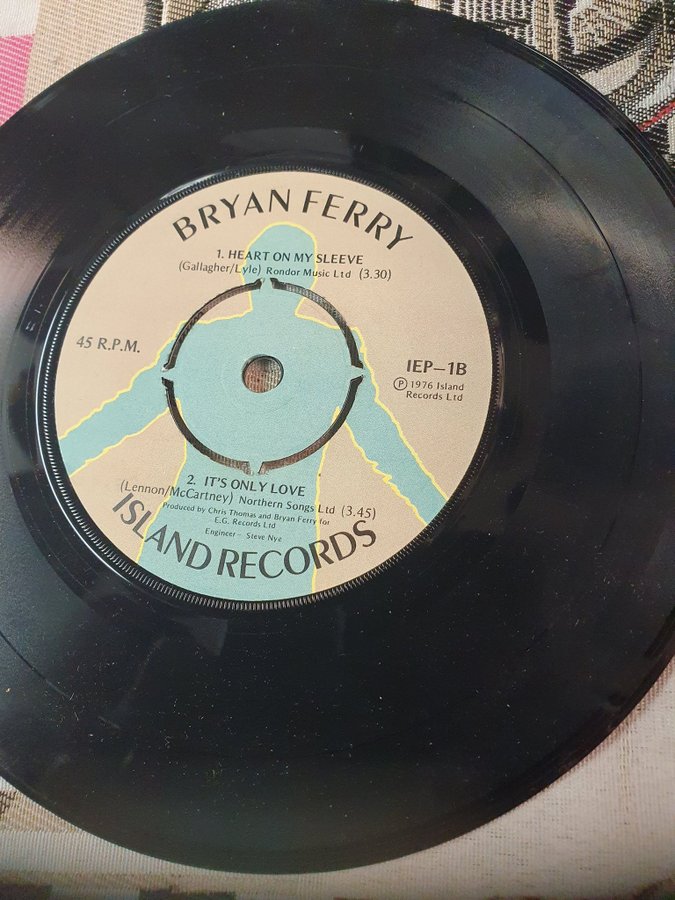 BRYAN FERRY
1. HEART ON MY SLEEVE
(Gallagher/Lyle) Rondor Music Ltd (3.30)
45 R.P.M.
IEP-1B
Ⓟ 1976 Island
Records Ltd
2. IT'S ONLY LOVE
(Lennon/McCartney) Northern Songs Ltd (3.45)
Produced by Chris Thomas and Bryan Ferry for
E.G. Records Ltd
Engineer- Steve Nye
ISLAND RECORDS